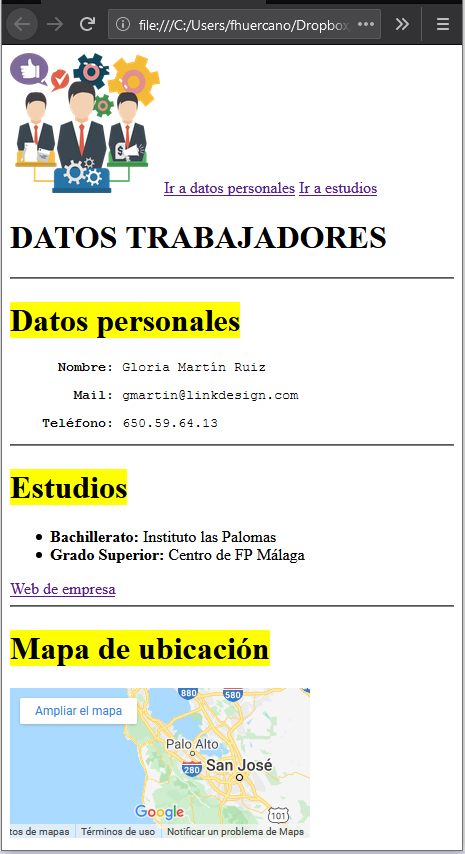 file:///C:/Users/fhuercano/Dropbox
Ir a datos personales Ir a estudios
DATOS TRABAJADORES
Datos personales
Nombre: Gloria Martín Ruiz
Mail: gmartin@linkdesign.com
Teléfono: 650.59.64.13
Estudios
Bachillerato: Instituto las Palomas
Grado Superior: Centro de FP Málaga
Web de empresa
Mapa de ubicación
880
580
Ampliar el mapa
Palo Alto
280
San José
Google
101
tos de mapas Términos de uso Notificar un problema de Maps